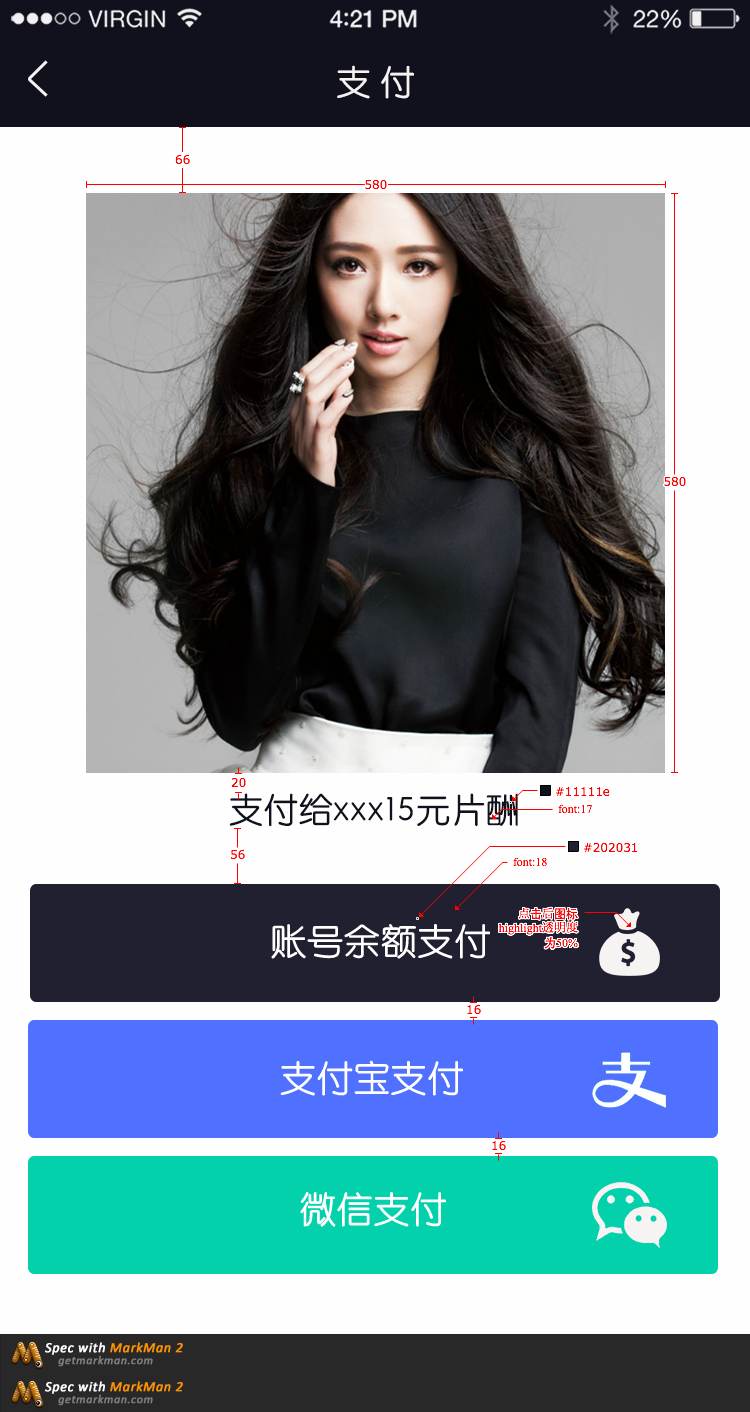 VIRGIN 4:21 PM 22%
支付
66
580
580
20
#11111e
支付给xxx15元片酬
font:17
56
#202031
font:18
点击后图标
highlight透明度
为50%
账号余额支付
$
16
支付宝支付
支
16
微信支付
Spec with MarkMan 2
getmarkman.com
Spec with MarkMan 2
getmarkman.com